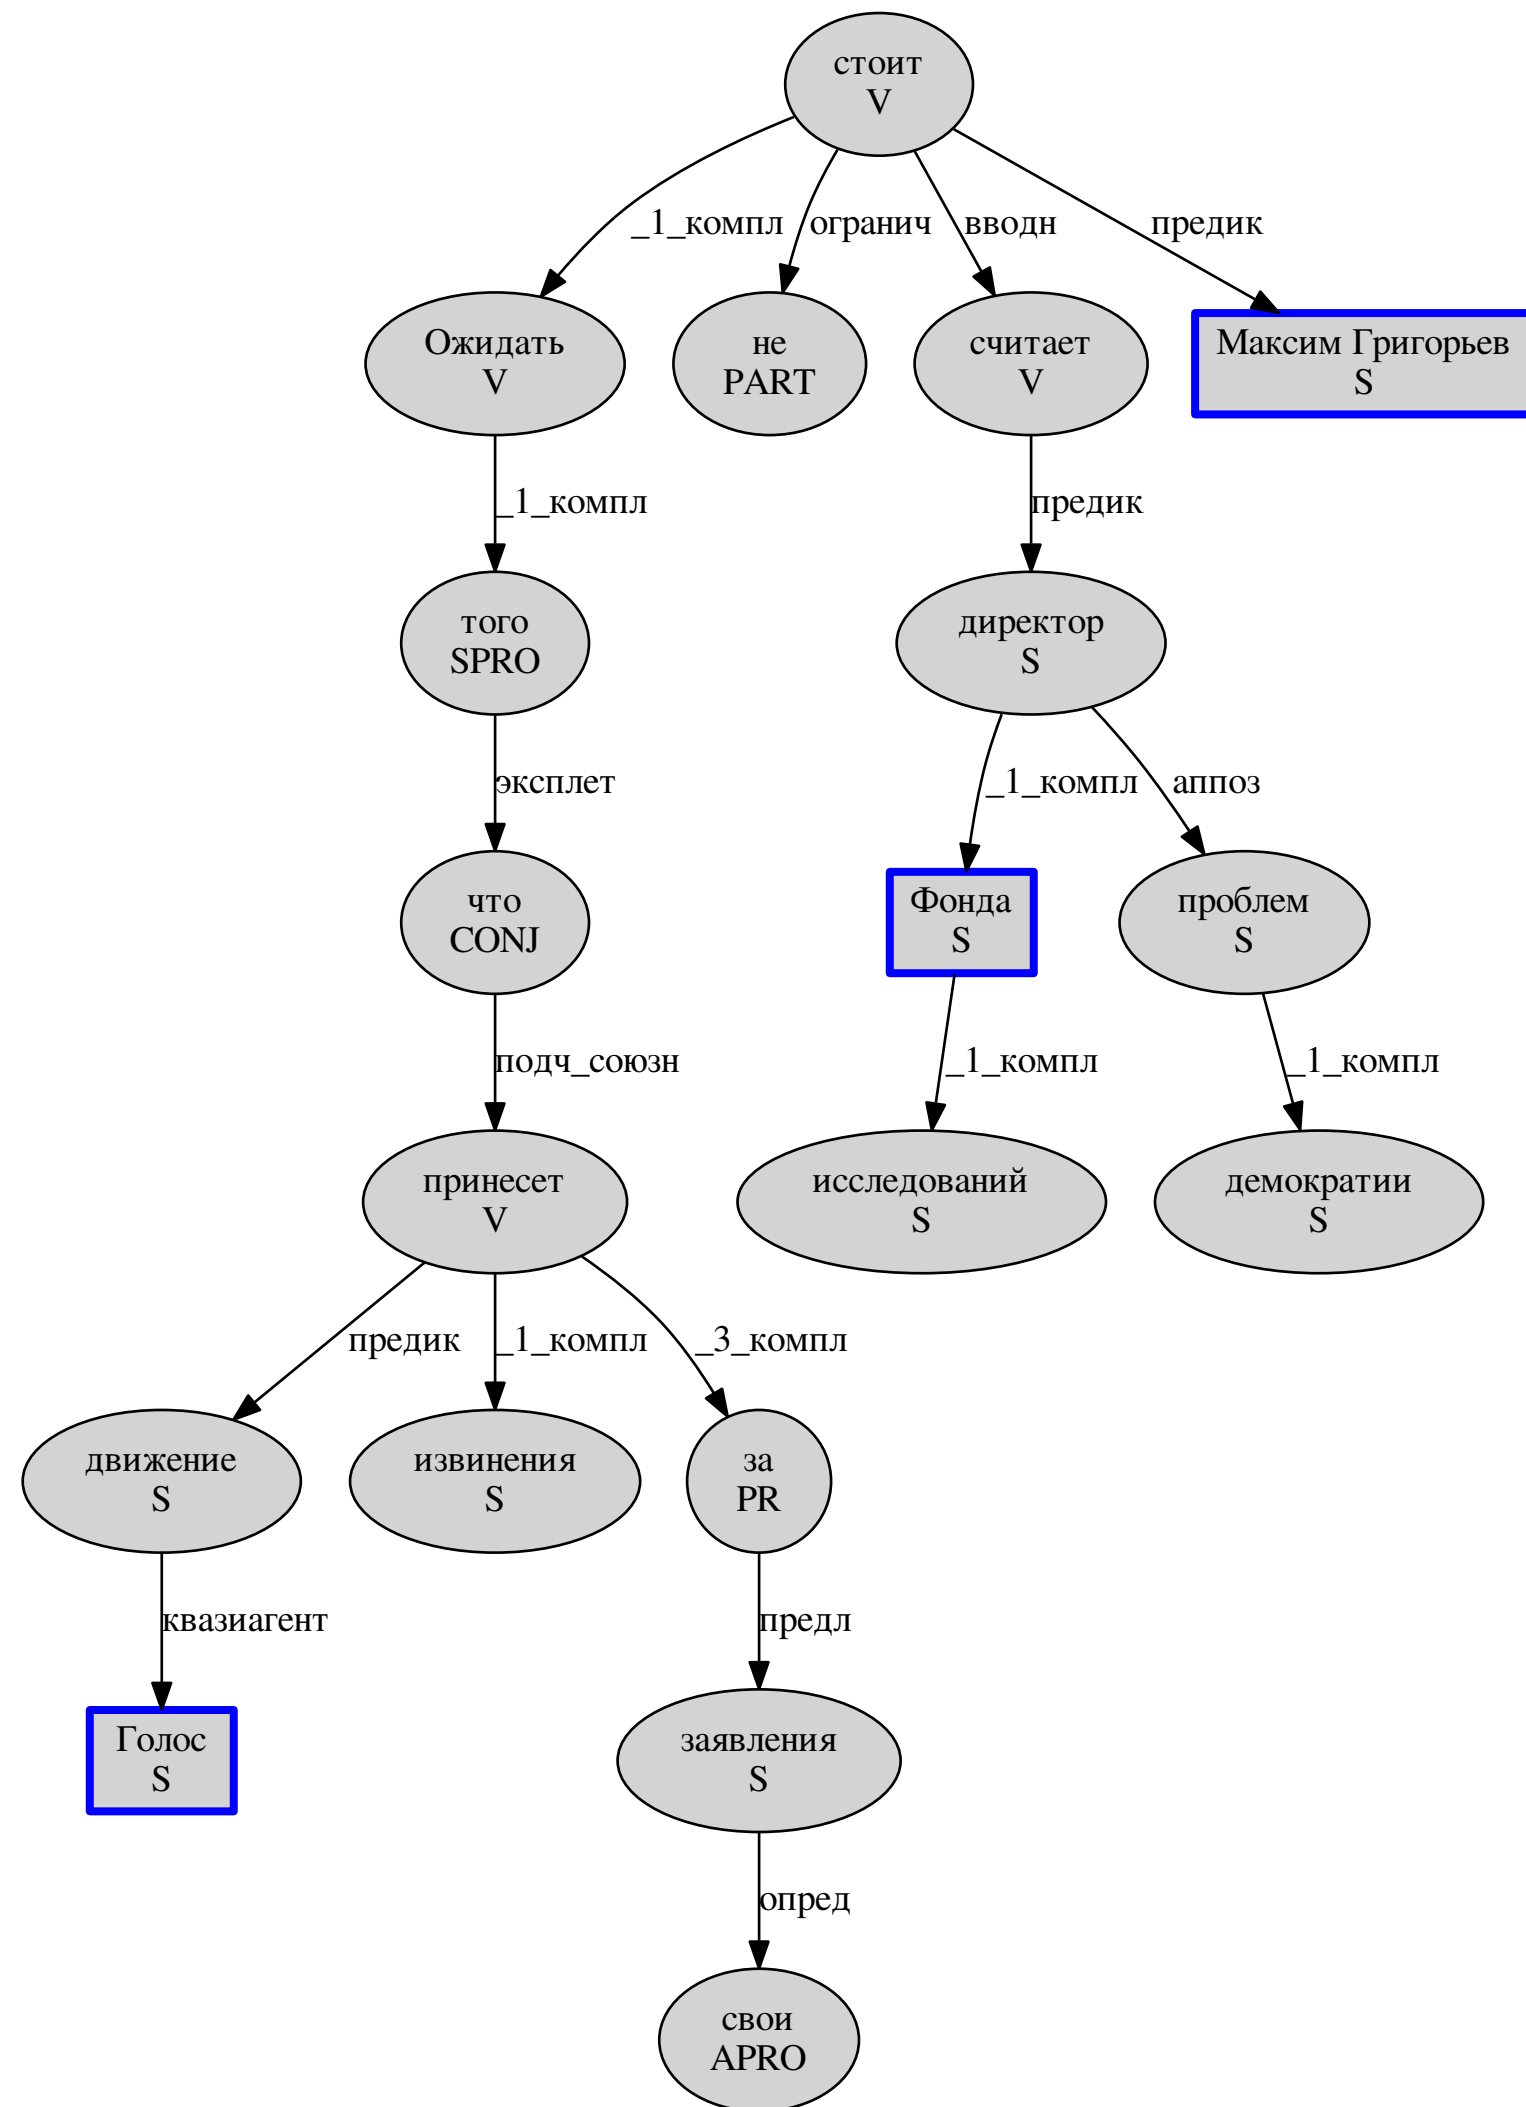 стоит
V
_1_компл
огранич
вводн
предик
Ожидать
V
не
PART
считает
V
Максим Григорьев
S
_1_компл
предик
того
SPRO
директор
S
эксплет
_1_компл
аппоз
что
CONJ
Фонда
S
проблем
S
подч_союзн
_1_компл
_1_компл
принесет
V
исследований
S
демократии
S
предик
_1_компл
_3_компл
движение
S
извинения
S
за
PR
квазиагент
предл
Голос
S
заявления
S
опред
свои
APRO